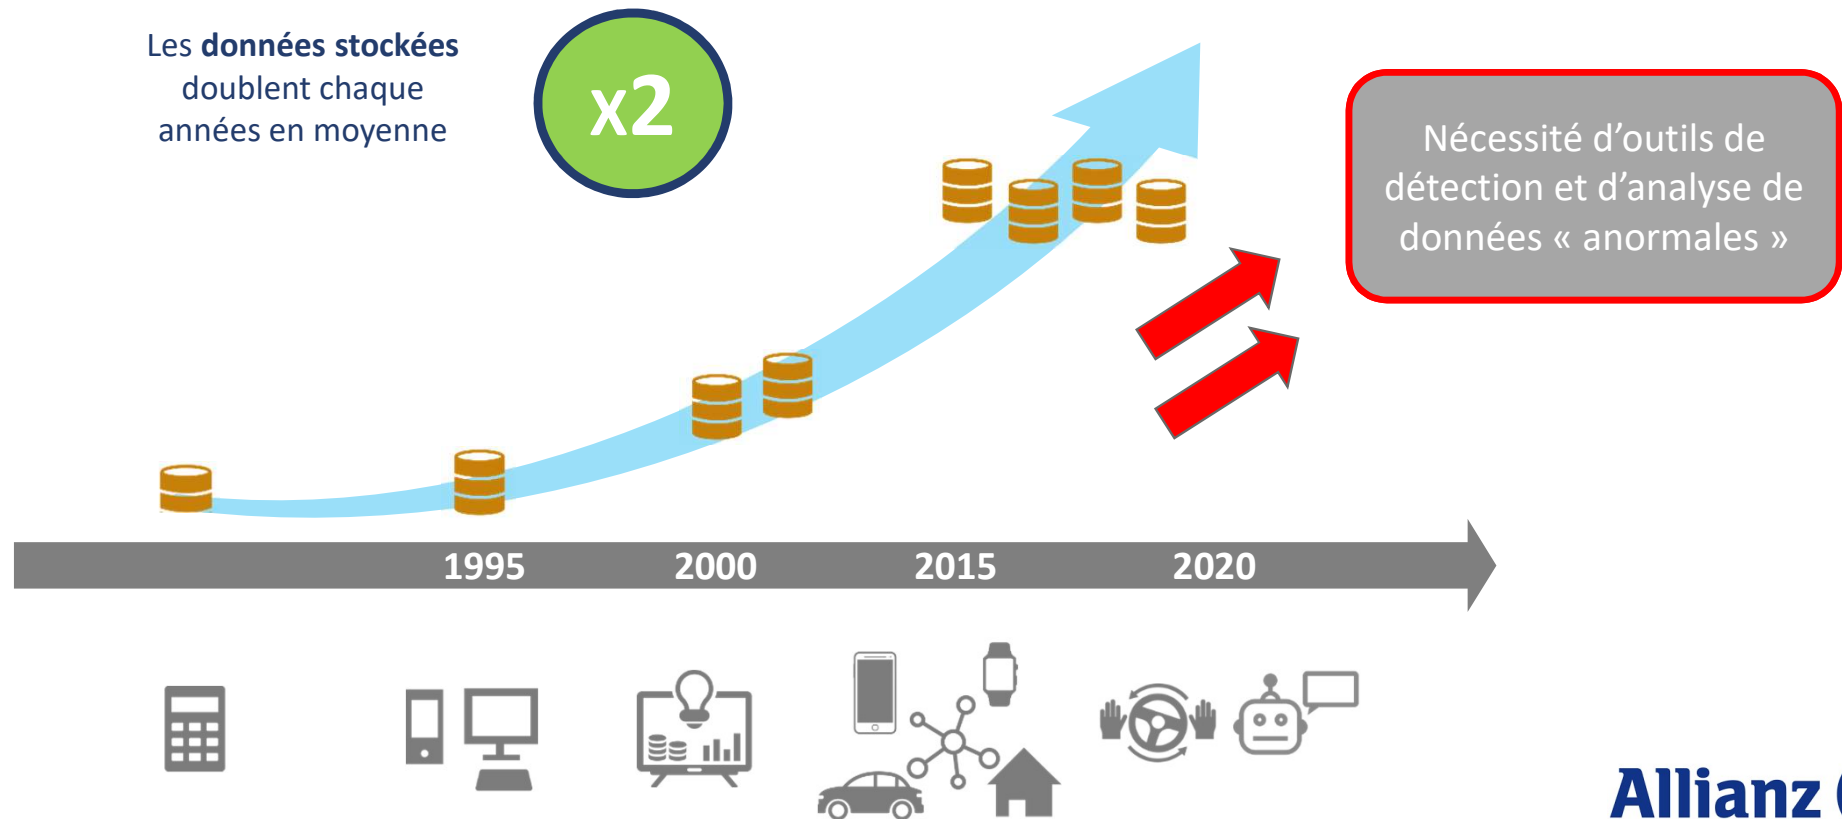 Les données stockées
doublent chaque
années en moyenne
x2
Nécessité d'outils de
détection et d'analyse de
données « anormales »
1995 2000 2015 2020
Allianz